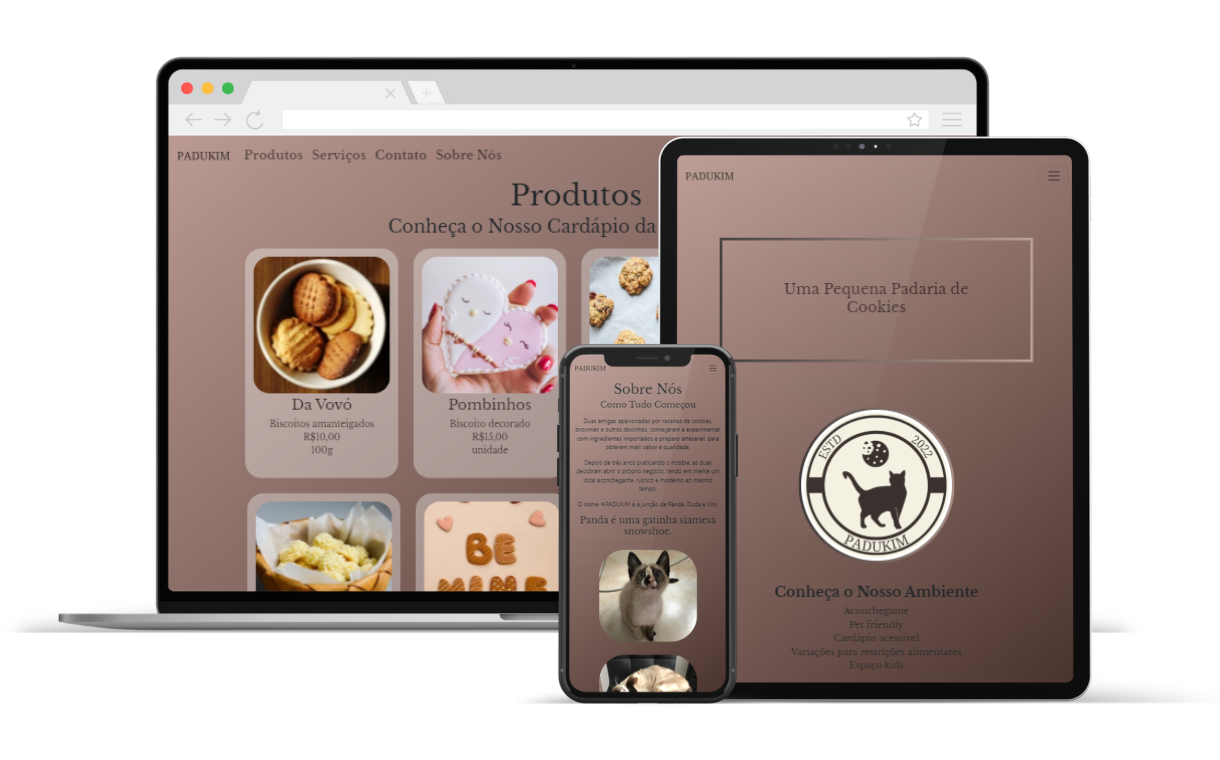 PADUKIM Produtos Serviços Contato Sobre Nós
Produtos
Conheça o Nosso Cardápio da
Da Vovó
Biscoitos amanteigados
R$10,00
100g
Pombinhos
Biscoito decorado
R$15,00
unidade
BE
MINE
PADUKIM
Sobre Nós
Como Tudo Começou
Duas amigas apaixonadas por receitas de cookies,
brownies e outros docinhos, começaram a experimentar
com ingredientes importados e preparo artesanal, para
obterem mais sabor e qualidade.
Depois de três anos praticando o hobbie, as duas
decidiram abrir o próprio negócio, tendo em mente um
local aconchegante, rústico e moderno ao mesmo
tempo.
O nome #PADUKIM é a junção de Panda, Duda e Kim.
Panda é uma gatinha siamesa
snowshoe.
PADUKIM
Uma Pequena Padaria de
Cookies
ESTD 2022
PADUKIM
Conheça o Nosso Ambiente
Aconchegante
Pet friendly
Cardápio acessível
Variações para restrições alimentares
Espaço kids